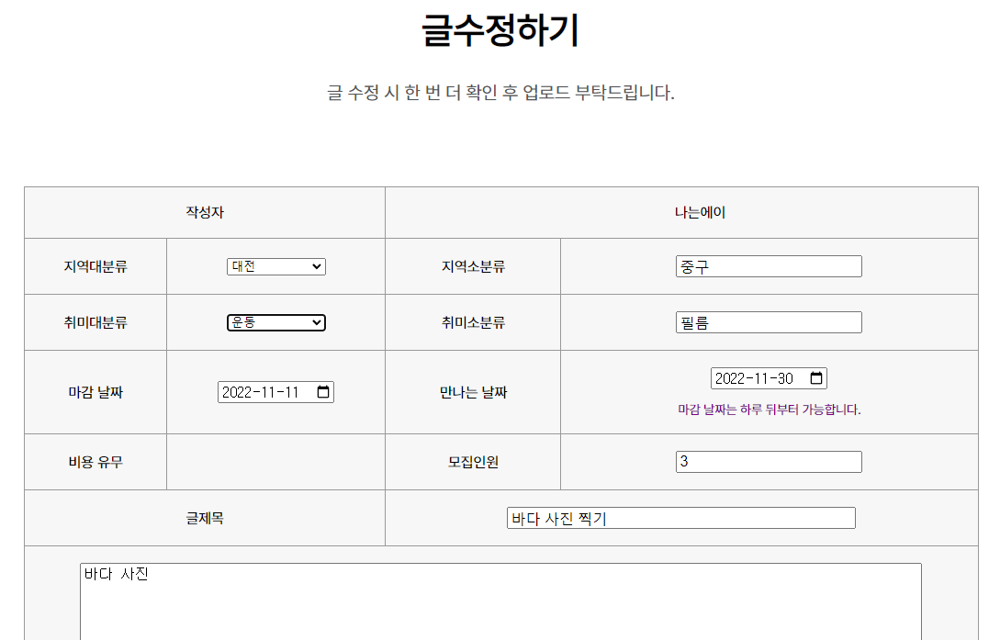 글수정하기
글 수정 시 한 번 더 확인 후 업로드 부탁드립니다.
작성자 나는에이
지역대분류 대전 지역소분류 중구
취미대분류 운동 취미소분류 필름
마감 날짜 2022-11-11 만나는 날짜 2022-11-30
마감 날짜는 하루 뒤부터 가능합니다.
비용 유무 모집인원 3
글제목 바다 사진 찍기
바다 사진